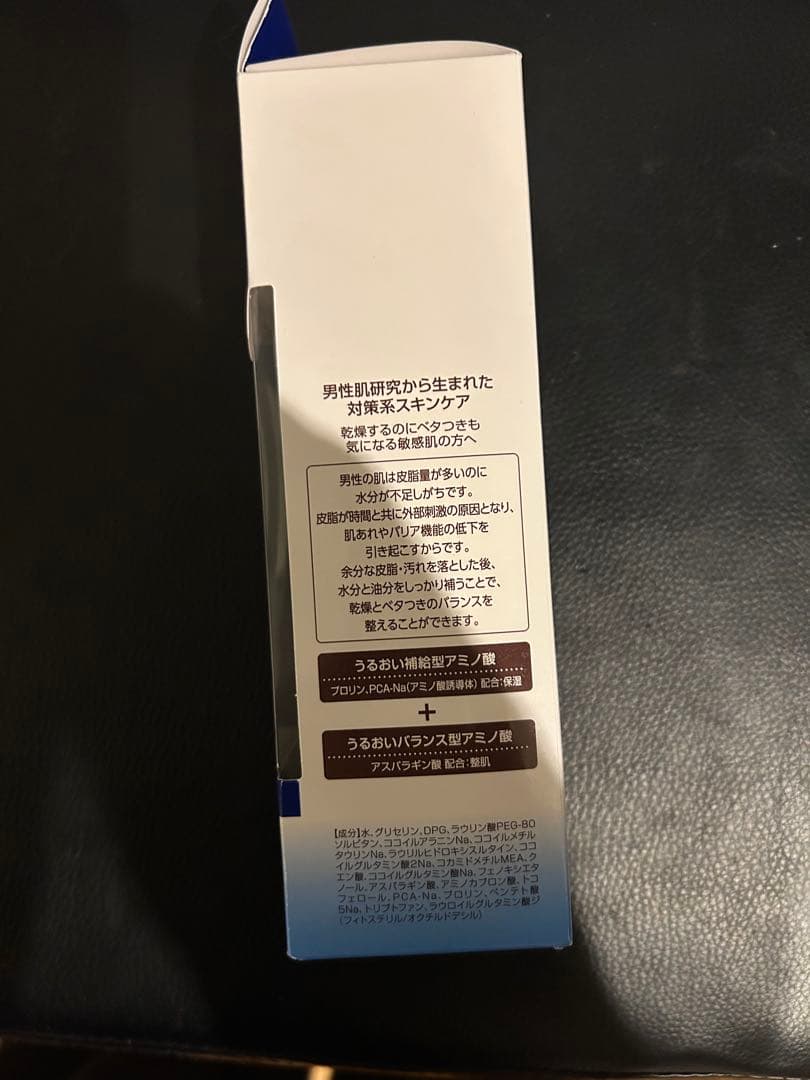 男性肌研究から生まれた
対策系スキンケア
乾燥するのにベタつきも
気になる敏感肌の方へ
男性の肌は皮脂量が多いのに
水分が不足しがちです。
皮脂が時間と共に外部刺激の原因となり、
肌あれやバリア機能の低下を
引き起こすからです。
余分な皮脂・汚れを落とした後、
水分と油分をしっかり補うことで、
乾燥とベタつきのバランスを
整えることができます。
うるおい補給型アミノ酸
プロリン、PCA-Na(アミノ酸誘導体) 配合:保湿
+
うるおいバランス型アミノ酸
アスパラギン酸 配合:整肌
【成分】水、グリセリン、DPG、ラウリン酸PEG-80
ソルビタン、ココイルアラニンNa、ココイルメチル
タウリンNa、ラウリルヒドロキシスルタイン、ココ
イルグルタミン酸2Na、コカミドメチルMEA、ク
エン酸、ココイルグルタミン酸Na、フェノキシエタ
ノール、アスパラギン酸、アミノカプロン酸、トコ
フェロール、PCA-Na、プロリン、ペンテト酸
5Na、トリプトファン、ラウロイルグルタミン酸ジ
(フィトステリル/オクチルドデシル)